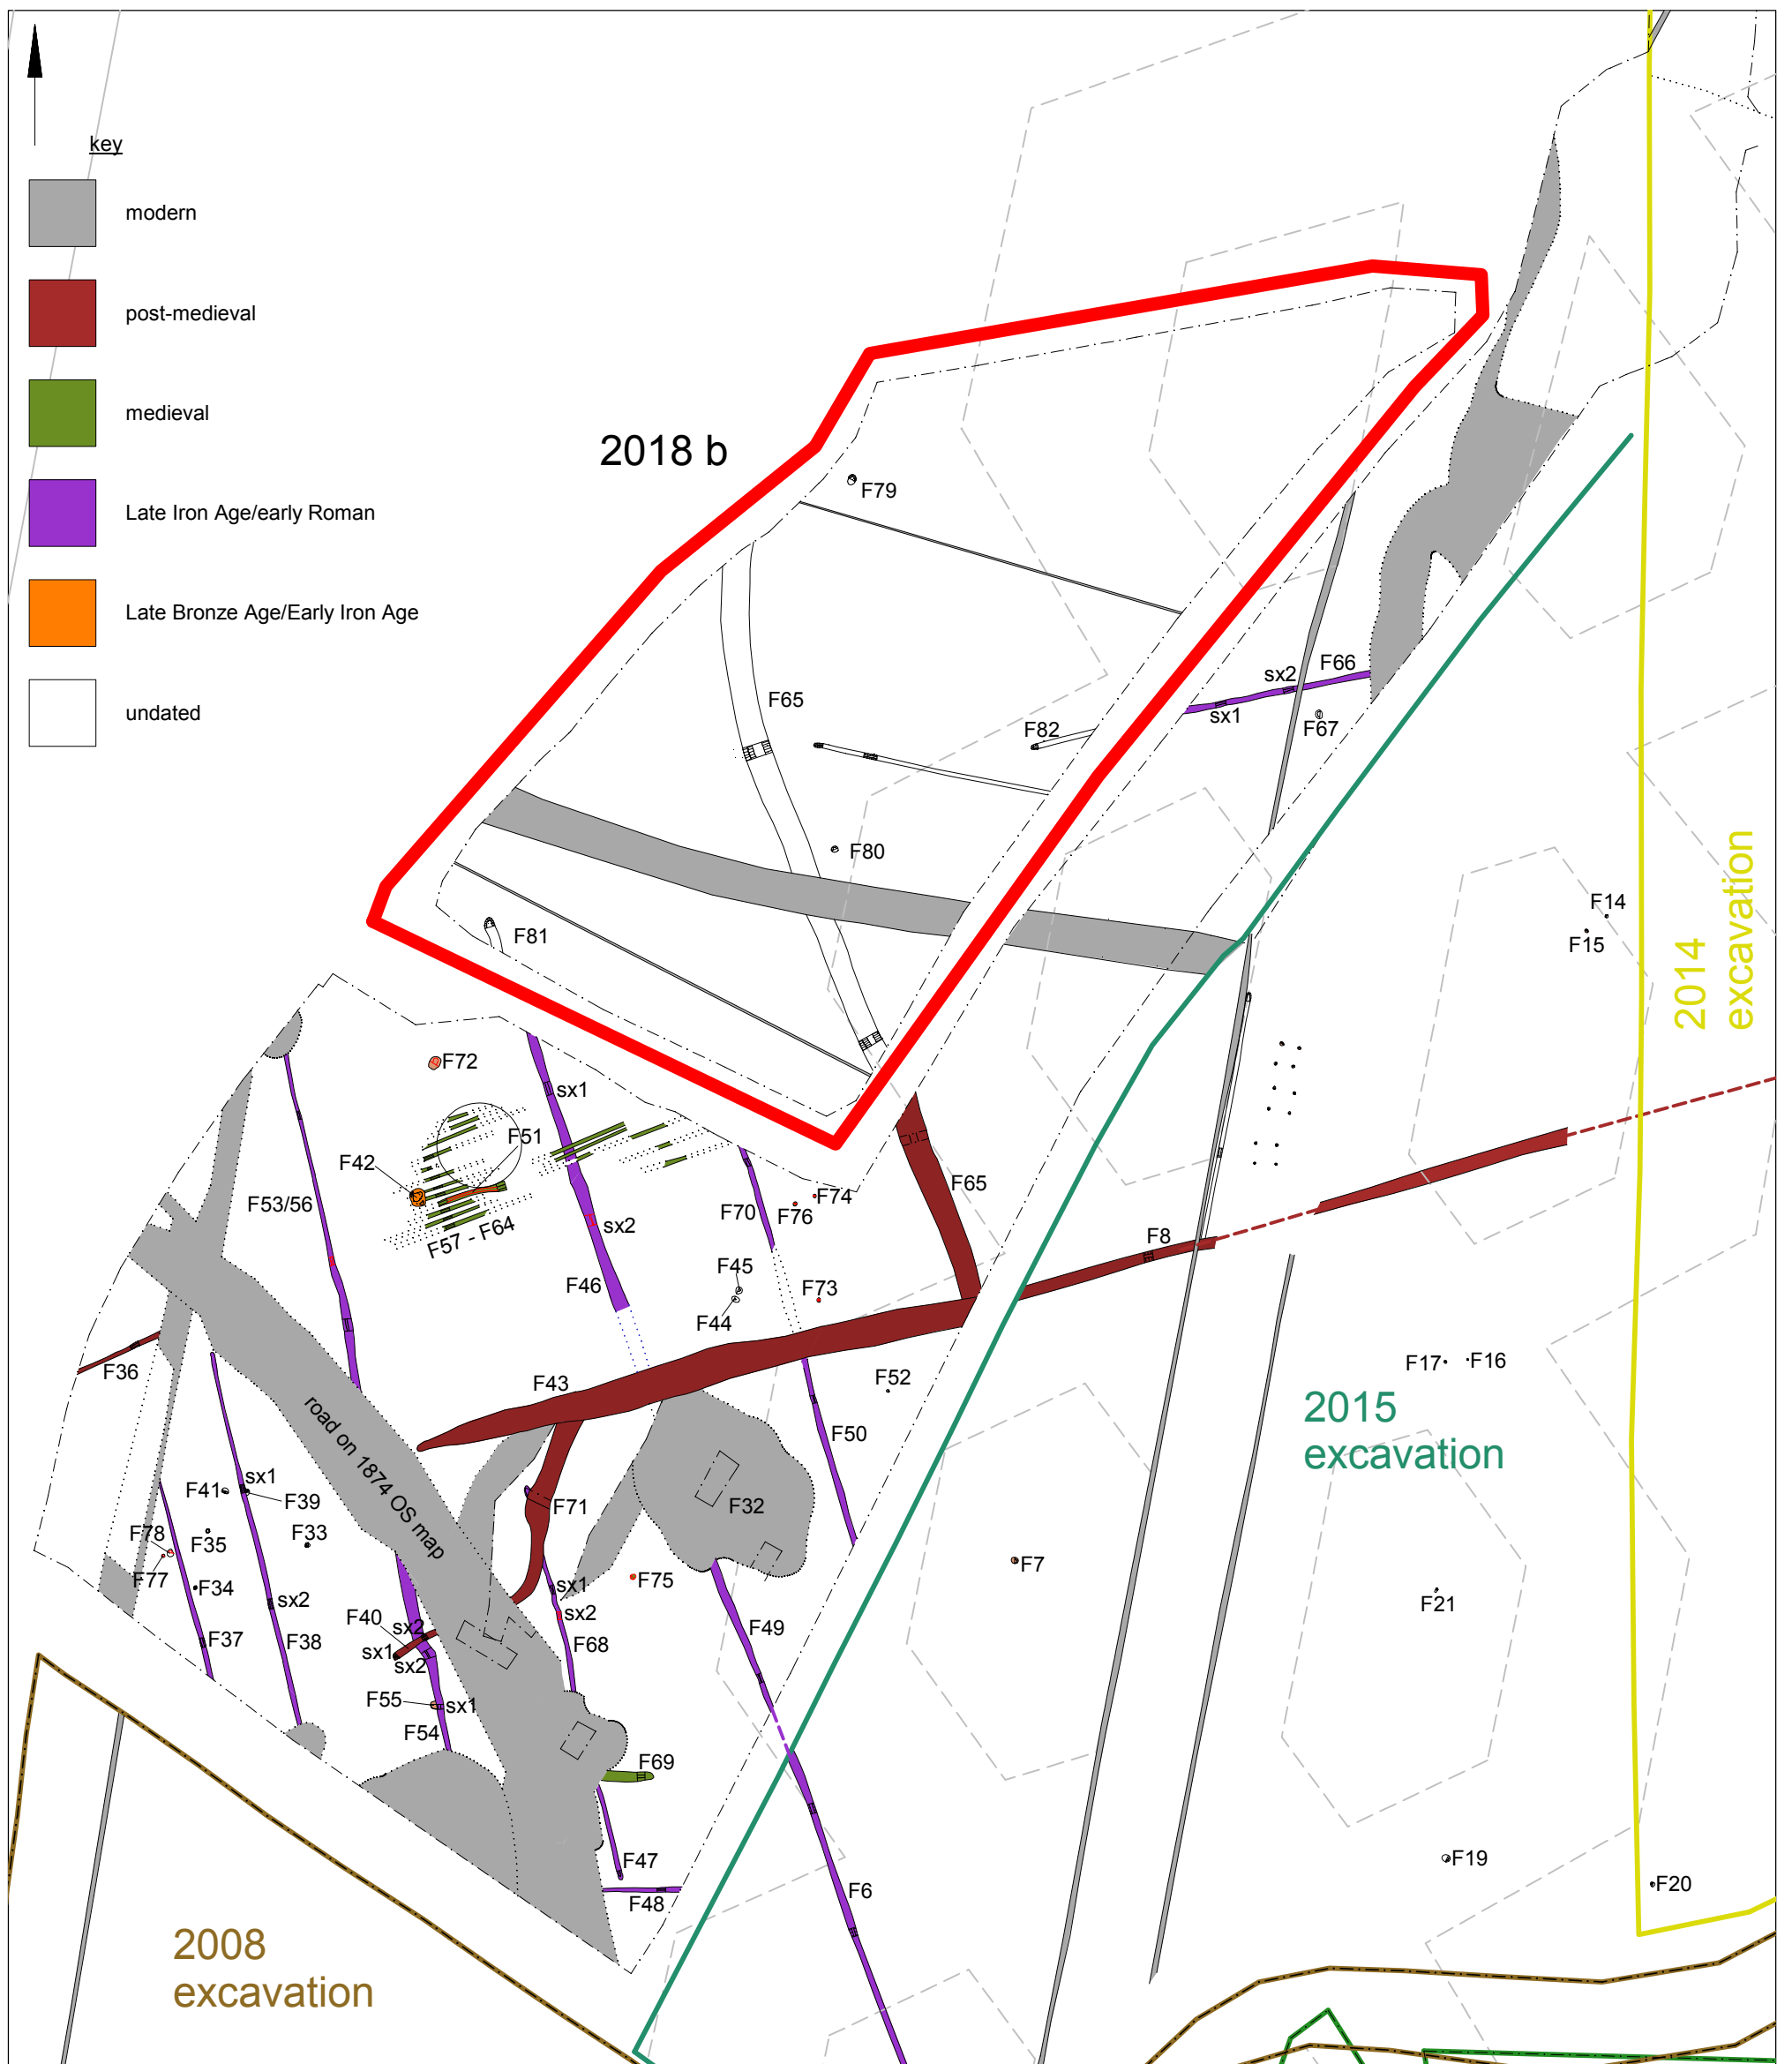 key
modern
post-medieval
medieval
Late Iron Age/early Roman
Late Bronze Age/Early Iron Age
undated
2018 b
F79
F65
F82
sx2
F66
sx1
F67
F80
F81
F14
F15
2014
excavation
F72
sx1
F51
F42
F53/56
F57 - F64
sx2
F46
F70
F74
F76
F65
F8
F45
F44
F73
F36
F43
F52
F17
F16
road on 1874 OS map
F50
2015
excavation
F41
sx1
F39
F71
F32
F78
F35
F33
F77
F34
F7
F75
F21
sx1
sx2
sx2
F40
sx2
sx1
sx2
F37
F38
F68
F49
F55
sx1
F54
F69
F47
F48
F6
F19
F20
2008
excavation